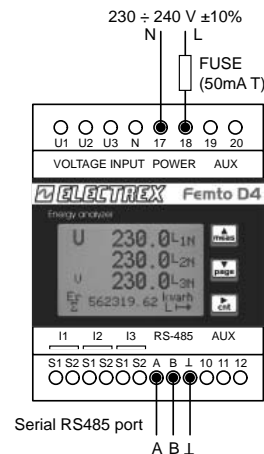 230 ÷ 240 V ±10%
N L
FUSE
(50mA T)
U1 U2 U3 N 17 18 19 20
VOLTAGE INPUT POWER AUX
ELECTREX Femto D4
Energy analyzer
meas
U 230.0 L1N
230.0 L2N
page
U 230.0 L3N
Er Σ 562319.62 kvarh L
cnt
I1 I2 I3 RS-485 AUX
S1 S2 S1 S2 S1 S2 A B ⊥ 10 11 12
Serial RS485 port
A B ⊥